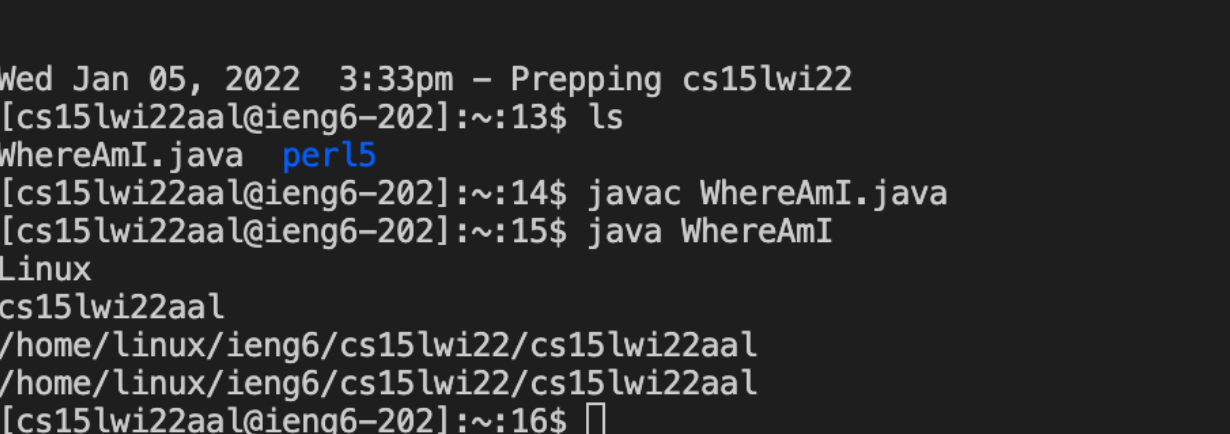 Wed Jan 05, 2022  3:33pm - Prepping cs15lwi22
[cs15lwi22aal@ieng6-202]:~:13$ ls
WhereAmI.java  perl5
[cs15lwi22aal@ieng6-202]:~:14$ javac WhereAmI.java
[cs15lwi22aal@ieng6-202]:~:15$ java WhereAmI
Linux
cs15lwi22aal
/home/linux/ieng6/cs15lwi22/cs15lwi22aal
/home/linux/ieng6/cs15lwi22/cs15lwi22aal
[cs15lwi22aal@ieng6-202]:~:16$